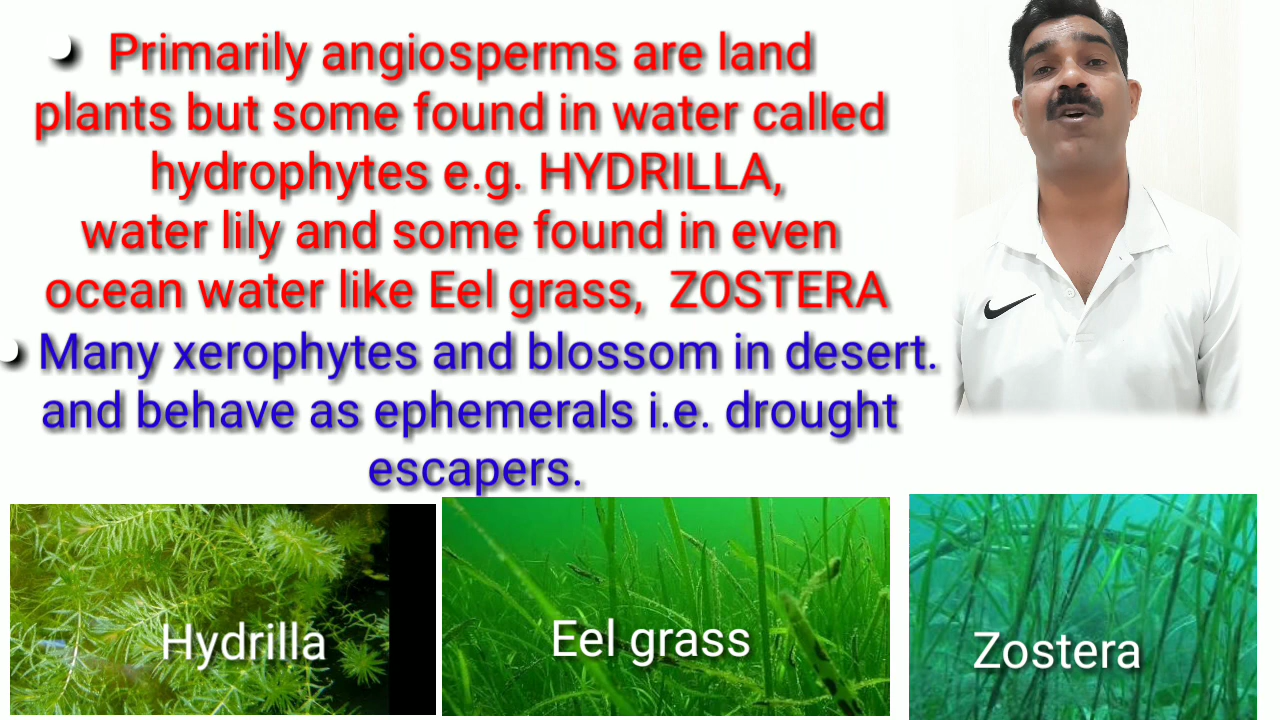 Primarily angiosperms are land
plants but some found in water called
hydrophytes e.g. HYDRILLA,
water lily and some found in even
ocean water like Eel grass, ZOSTERA
Many xerophytes and blossom in desert.
and behave as ephemerals i.e. drought
escapers.
Hydrilla
Eel grass
Zostera